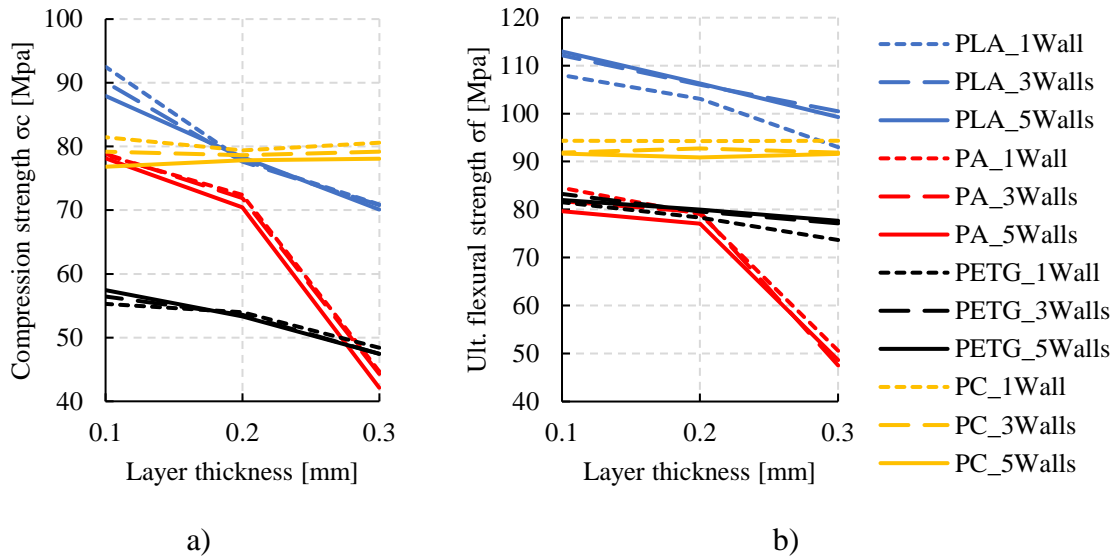 Compression strength σc [Mpa]
100
90
80
70
60
50
40
0.1 0.2 0.3
Layer thickness [mm]
a)
Ult. flexural strength σf [Mpa]
120
110
100
90
80
70
60
50
40
0.1 0.2 0.3
Layer thickness [mm]
b)
PLA_1Wall
PLA_3Walls
PLA_5Walls
PA_1Wall
PA_3Walls
PA_5Walls
PETG_1Wall
PETG_3Walls
PETG_5Walls
PC_1Wall
PC_3Walls
PC_5Walls